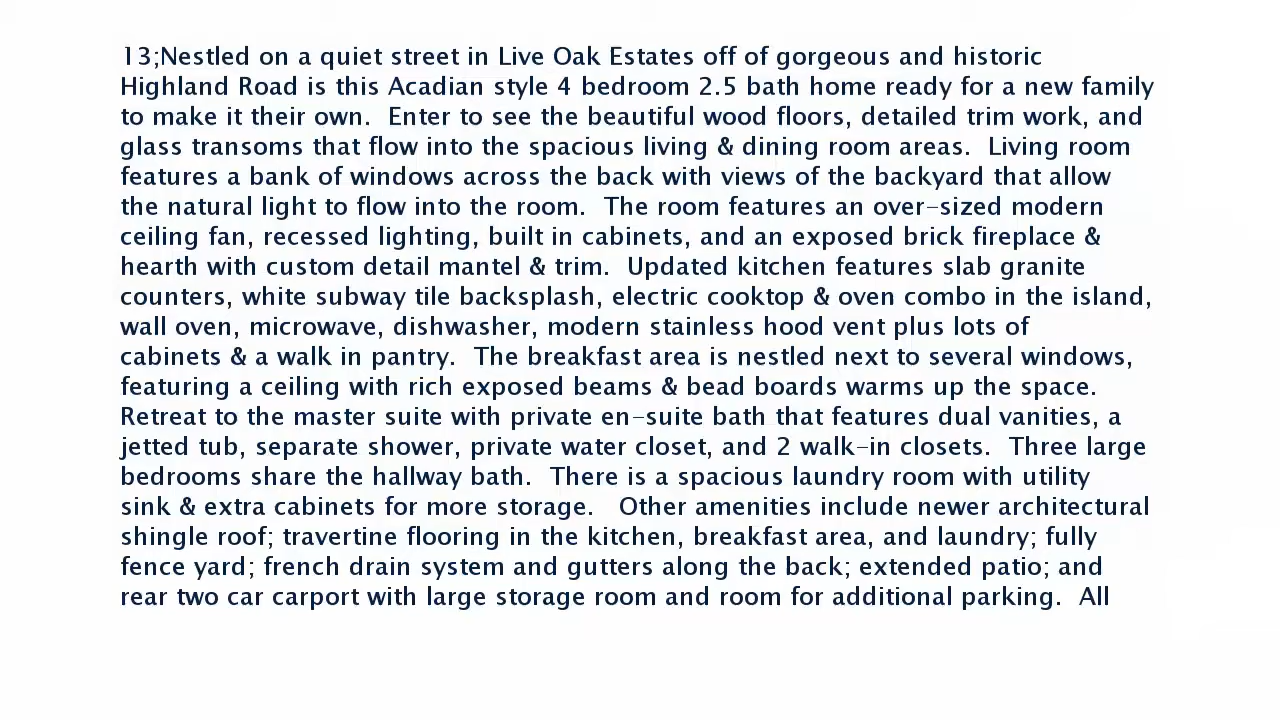 13;Nestled on a quiet street in Live Oak Estates off of gorgeous and historic
Highland Road is this Acadian style 4 bedroom 2.5 bath home ready for a new family
to make it their own.  Enter to see the beautiful wood floors, detailed trim work, and
glass transoms that flow into the spacious living & dining room areas.  Living room
features a bank of windows across the back with views of the backyard that allow
the natural light to flow into the room.  The room features an over-sized modern
ceiling fan, recessed lighting, built in cabinets, and an exposed brick fireplace &
hearth with custom detail mantel & trim.  Updated kitchen features slab granite
counters, white subway tile backsplash, electric cooktop & oven combo in the island,
wall oven, microwave, dishwasher, modern stainless hood vent plus lots of
cabinets & a walk in pantry.  The breakfast area is nestled next to several windows,
featuring a ceiling with rich exposed beams & bead boards warms up the space.
Retreat to the master suite with private en-suite bath that features dual vanities, a
jetted tub, separate shower, private water closet, and 2 walk-in closets.  Three large
bedrooms share the hallway bath.  There is a spacious laundry room with utility
sink & extra cabinets for more storage.   Other amenities include newer architectural
shingle roof; travertine flooring in the kitchen, breakfast area, and laundry; fully
fence yard; french drain system and gutters along the back; extended patio; and
rear two car carport with large storage room and room for additional parking.  All